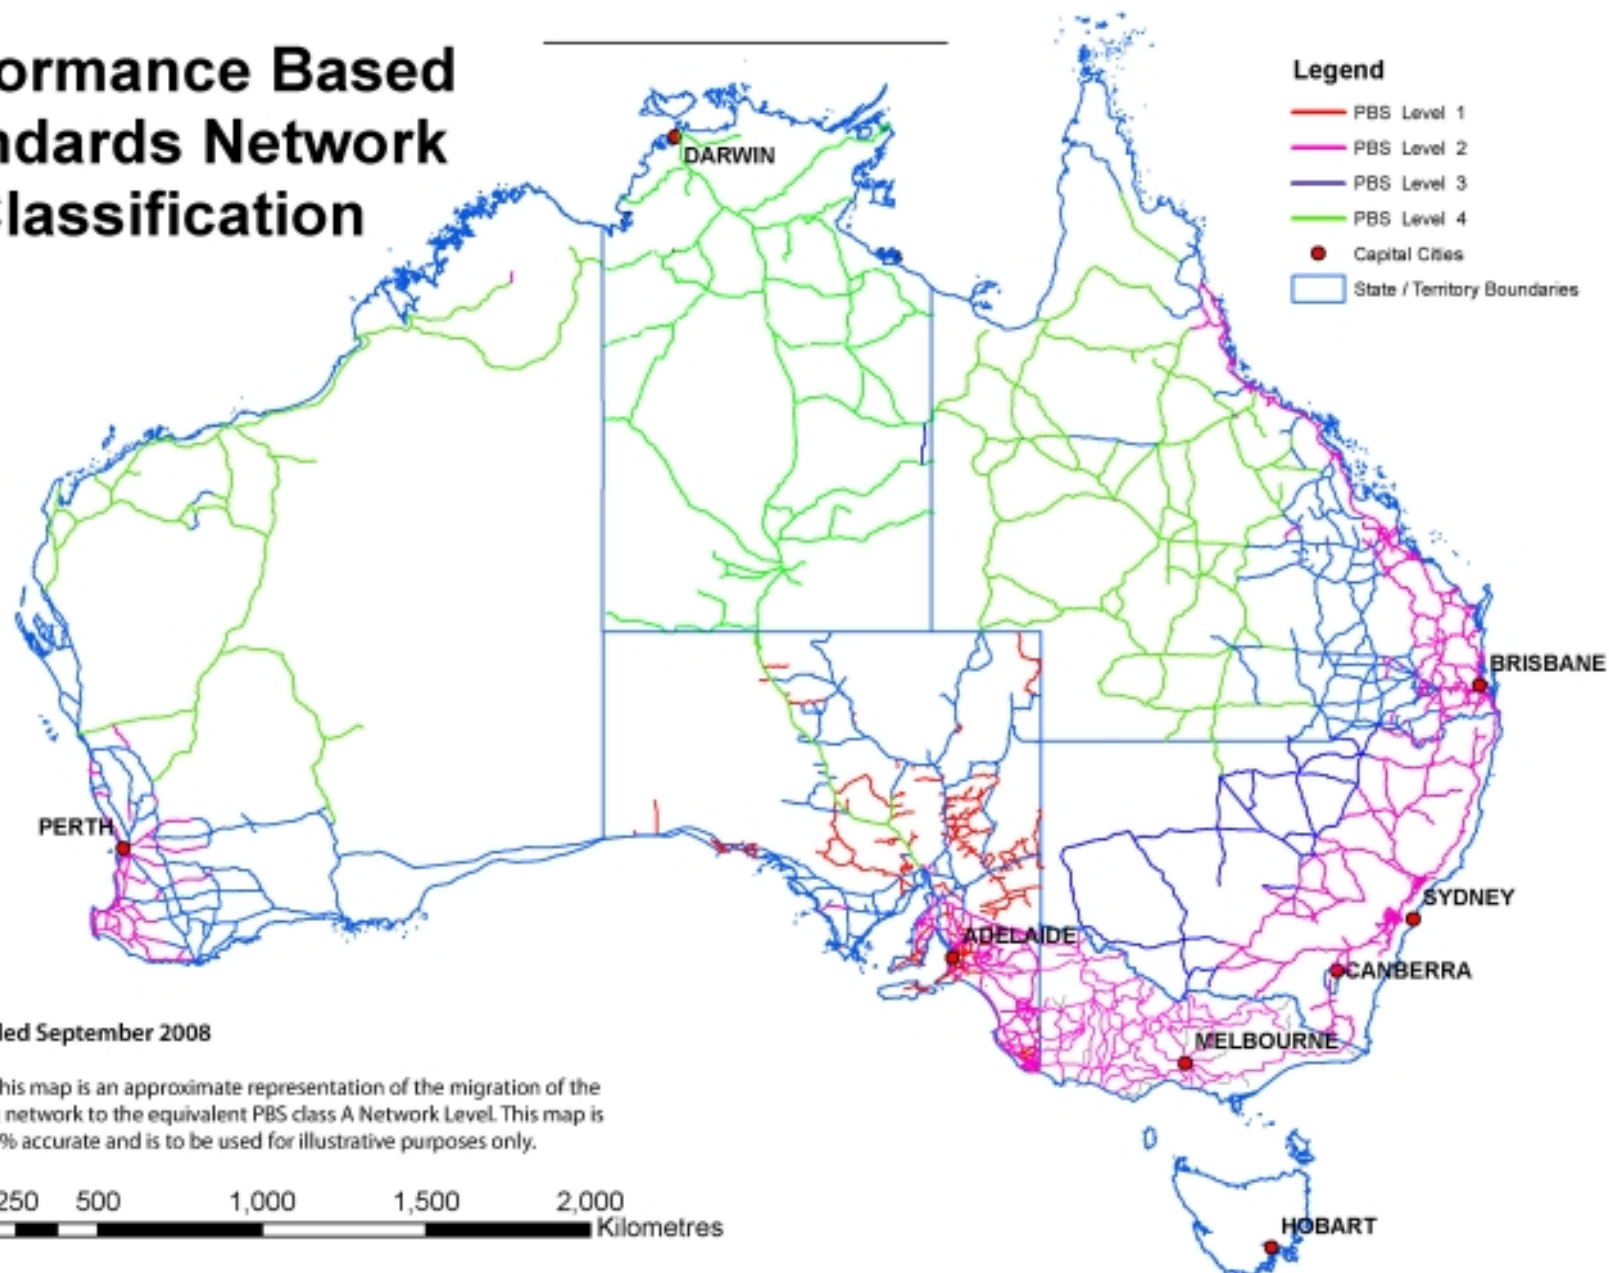 ormance Based
ndards Network
Classification
Legend
PBS Level 1
PBS Level 2
PBS Level 3
PBS Level 4
Capital Cities
State / Territory Boundaries
DARWIN
BRISBANE
PERTH
SYDNEY
ADELAIDE
CANBERRA
MELBOURNE
HOBART
led September 2008
his map is an approximate representation of the migration of the
network to the equivalent PBS class A Network Level. This map is
% accurate and is to be used for illustrative purposes only.
250 500 1,000 1,500 2,000
Kilometres